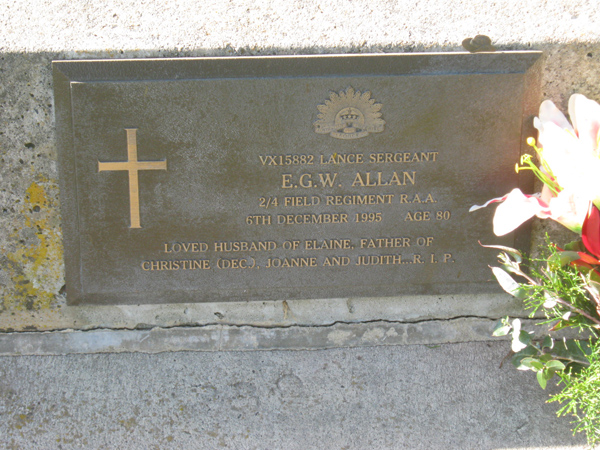 VX15882 LANCE SERGEANT
E.G.W. ALLAN
2/4 FIELD REGIMENT R.A.A.
6TH DECEMBER 1995 AGE 80
LOVED HUSBAND OF ELAINE, FATHER OF
CHRISTINE (DEC.), JOANNE AND JUDITH...R.I.P.